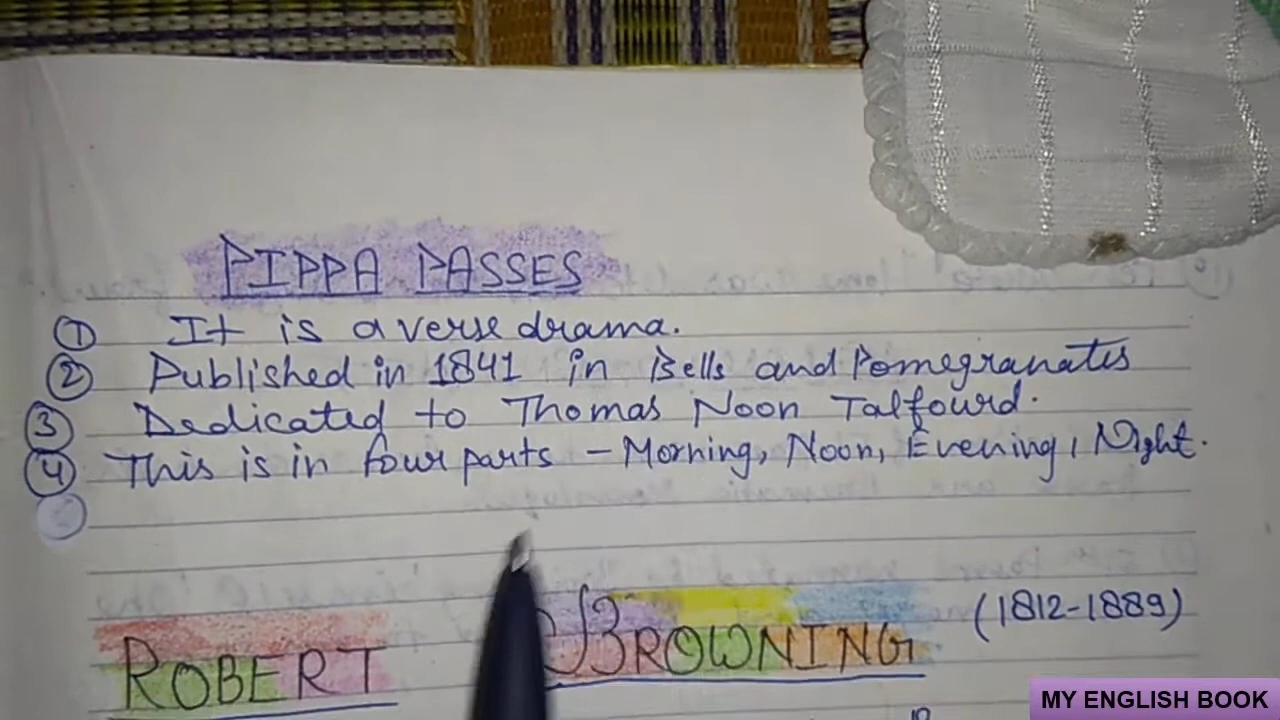 PIPPA PASSES
① It is a verse drama.
② Published in 1841 in Bells and Pomegranates
③ Dedicated to Thomas Noon Talfourd.
④ This is in four parts - Morning, Noon, Evening, Night.
ROBERT BROWNING (1812-1889)
MY ENGLISH BOOK